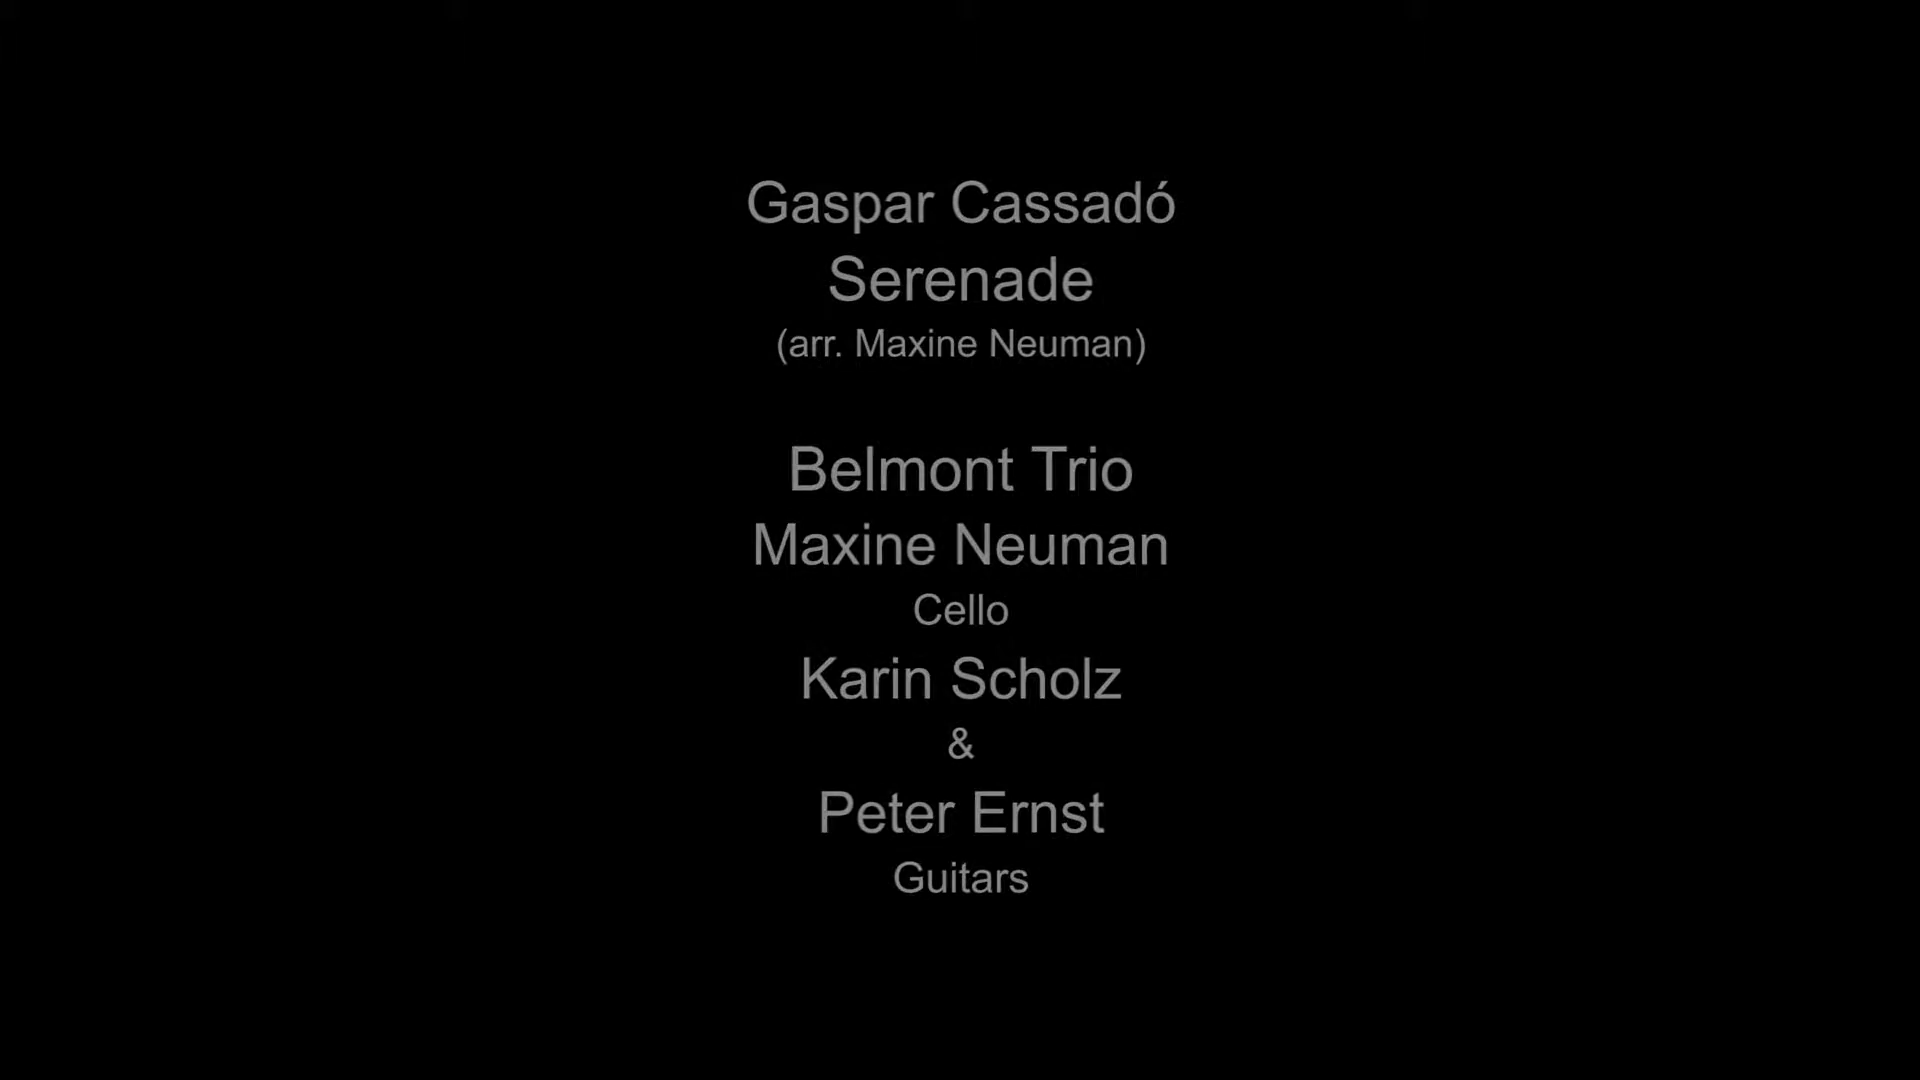 Gaspar Cassadó
Serenade
(arr. Maxine Neuman)
Belmont Trio
Maxine Neuman
Cello
Karin Scholz
&
Peter Ernst
Guitars